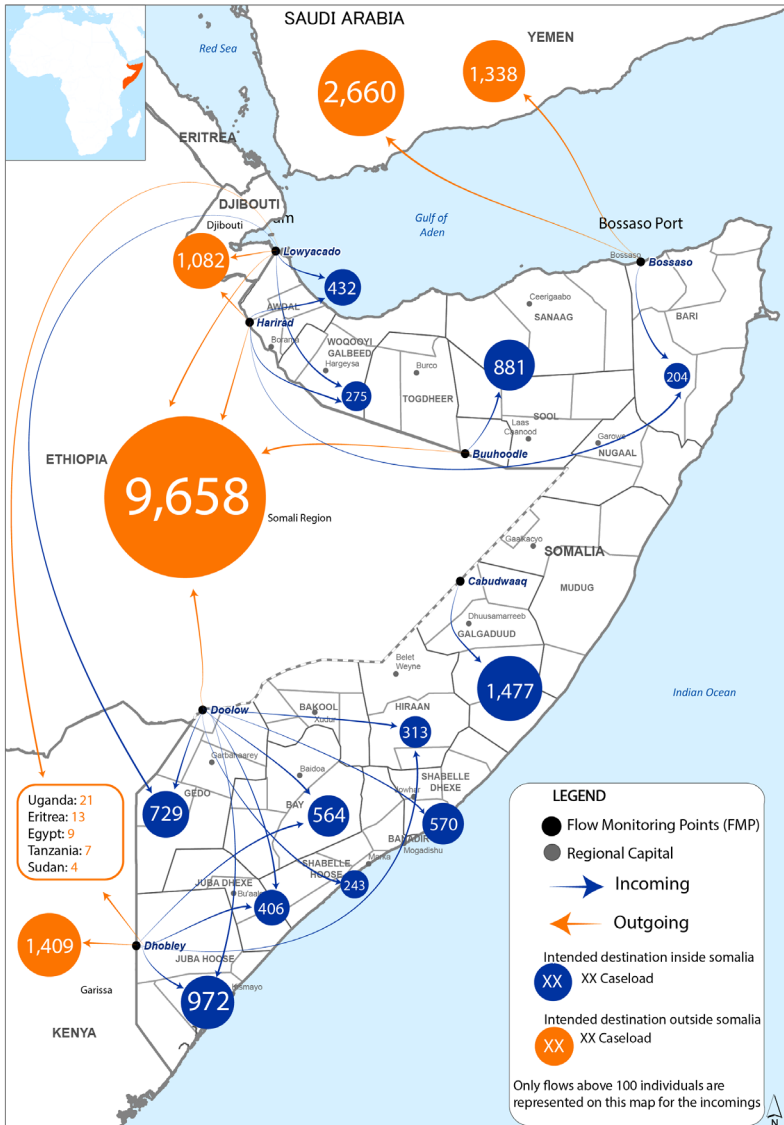 SAUDI ARABIA
Red Sea
YEMEN
1,338
2,660
ERITREA
DJIBOUTI
Djibouti
am
Gulf of
Aden
Bossaso Port
Lowyacado
1,082
Bossaso
Bossaso
432
Ceerigaabo
SANAAG
AWDAL
BARI
Harirad
Borama
WOQOOYI
GALBEED
Hargeysa
Burco
881
204
275
TOGDHEER
SOOL
Laas
Caanood
Garowe
NUGAAL
Buuhoodle
ETHIOPIA
9,658
Somali Region
Gaalkacyo
SOMALIA
Cabudwaaq
MUDUG
Dhuusamarreeb
GALGADUUD
Belet
Weyne
1,477
Indian Ocean
Doolow
BAKOOL
Xudur
HIRAAN
313
Garbahaarey
Baidoa
SHABELLE
DHEXE
Jowhar
GEDO
729
BAY
564
570
BANADIR
Mogadishu
Uganda: 21
Eritrea: 13
Egypt: 9
Tanzania: 7
Sudan: 4
Marka
SHABELLE
HOOSE
243
JUBA DHEXE
Bu'aale
406
1,409
Dhobley
JUBA HOOSE
Garissa
Kismayo
972
KENYA
LEGEND
Flow Monitoring Points (FMP)
Regional Capital
Incoming
Outgoing
Intended destination inside somalia
XX XX Caseload
Intended destination outside somalia
XX XX Caseload
Only flows above 100 individuals are
represented on this map for the incomings
N